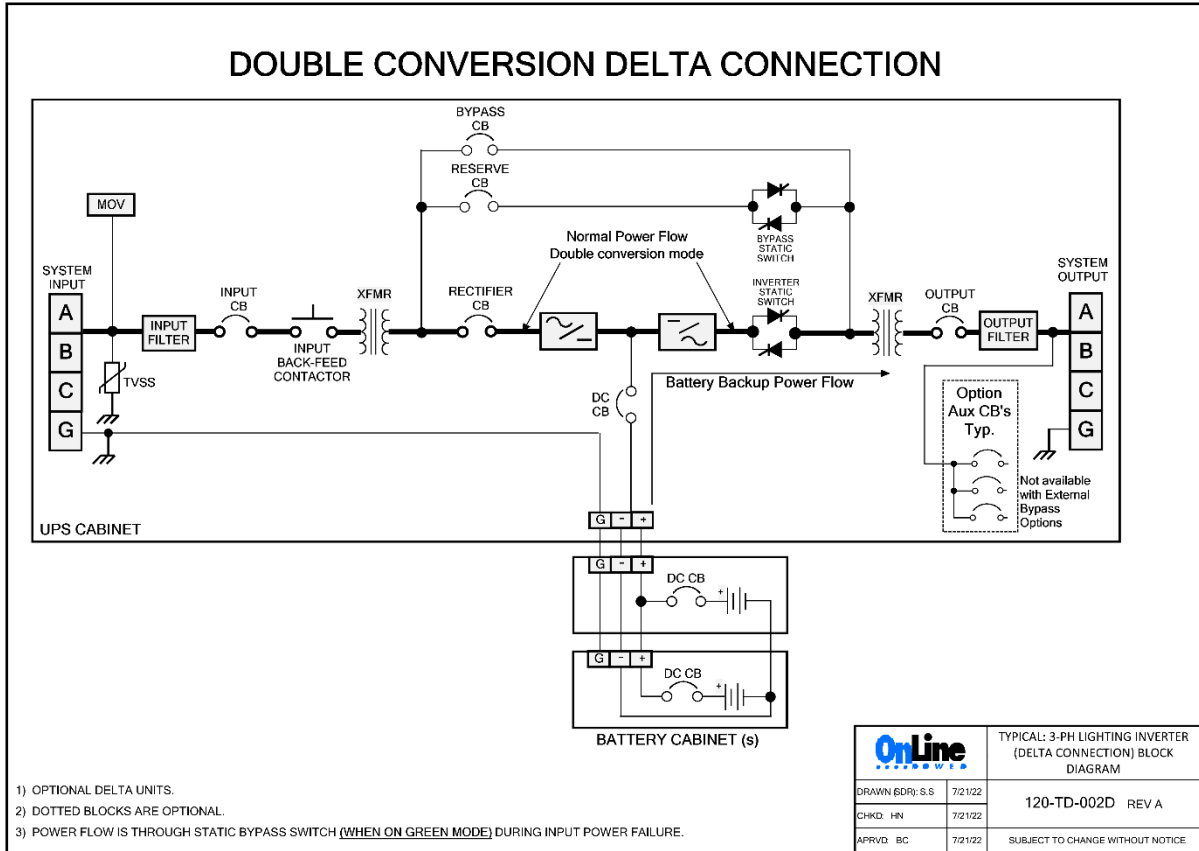 DOUBLE CONVERSION DELTA CONNECTION
BYPASS
CB
RESERVE
CB
MOV
BYPASS
STATIC
SWITCH
Normal Power Flow
Double conversion mode
SYSTEM
INPUT
A
B
C
G
INPUT
FILTER
INPUT
CB
INPUT
BACK-FEED
CONTACTOR
XFMR
RECTIFIER
CB
INVERTER
STATIC
SWITCH
XFMR
OUTPUT
CB
OUTPUT
FILTER
SYSTEM
OUTPUT
A
B
C
G
TVSS
DC
CB
Battery Backup Power Flow
Option
Aux CB's
Typ.
Not available
with External
Bypass
Options
UPS CABINET
G - +
G - +
DC CB
+
G - +
DC CB
+
BATTERY CABINET (s)
1) OPTIONAL DELTA UNITS.
2) DOTTED BLOCKS ARE OPTIONAL.
3) POWER FLOW IS THROUGH STATIC BYPASS SWITCH (WHEN ON GREEN MODE) DURING INPUT POWER FAILURE.
OnLine
POWER
TYPICAL: 3-PH LIGHTING INVERTER
(DELTA CONNECTION) BLOCK
DIAGRAM
DRAWN (SDR): S.S 7/21/22
CHKD: HN 7/21/22
APRVD: BC 7/21/22
120-TD-002D REV A
SUBJECT TO CHANGE WITHOUT NOTICE